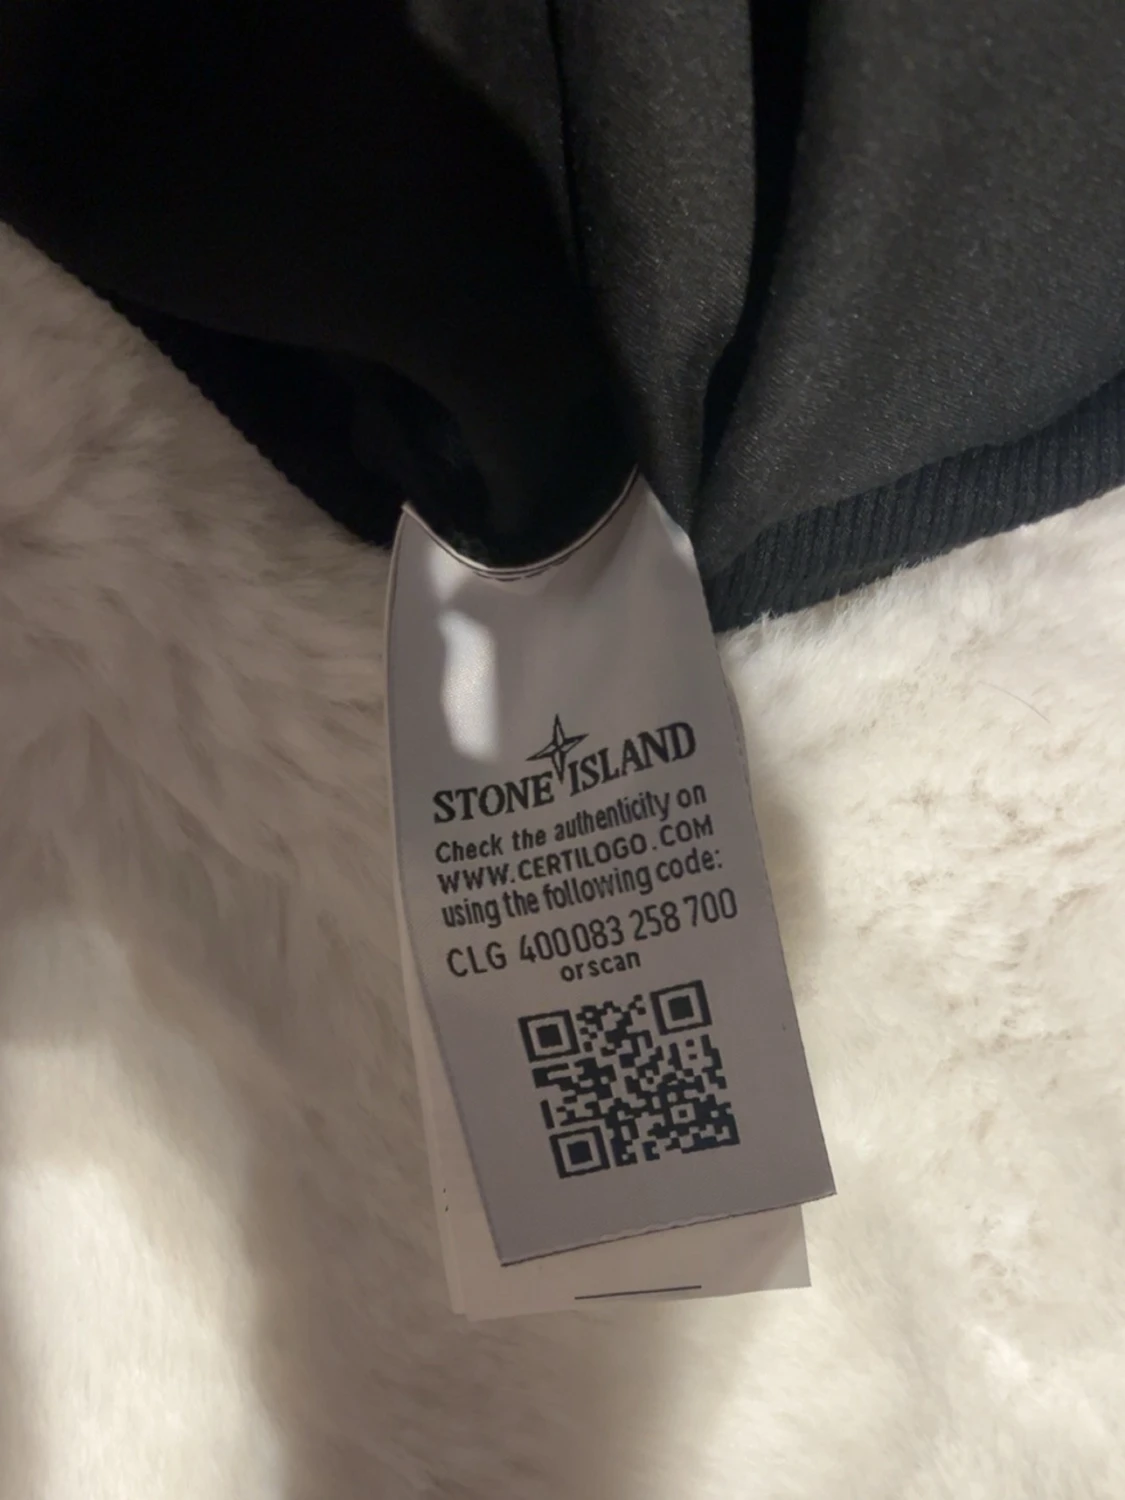 STONE ISLAND
Check the authenticity on
WWW.CERTILOGO.COM
using the following code:
CLG 400083 258 700
or scan